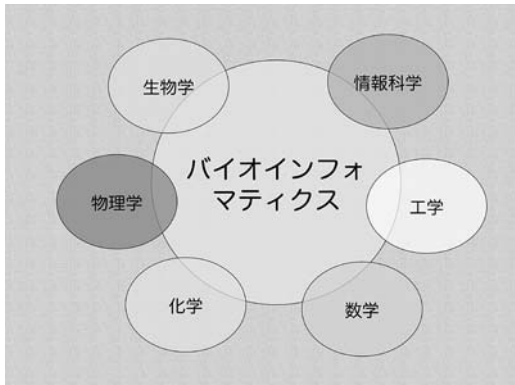 生物学
情報科学
バイオインフォ
マティクス
物理学
工学
化学
数学